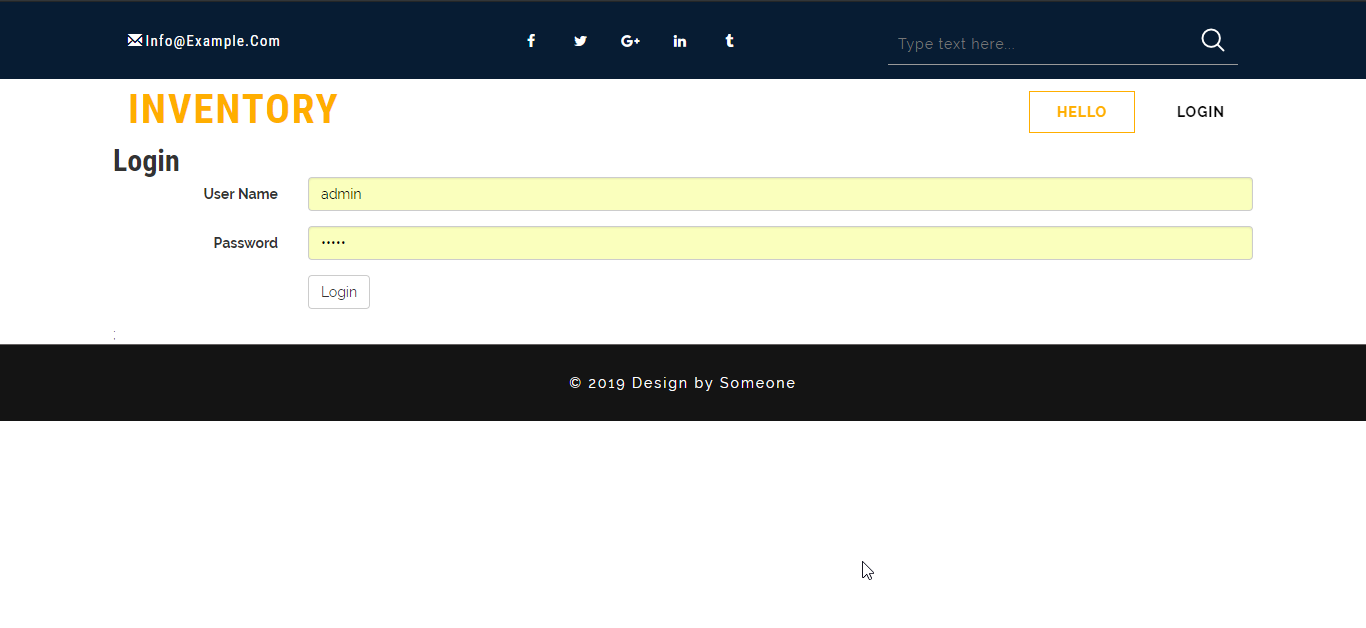 Info@Example.Com
Type text here...
INVENTORY
HELLO
LOGIN
Login
User Name
admin
Password
•••••
Login
;
© 2019 Design by Someone